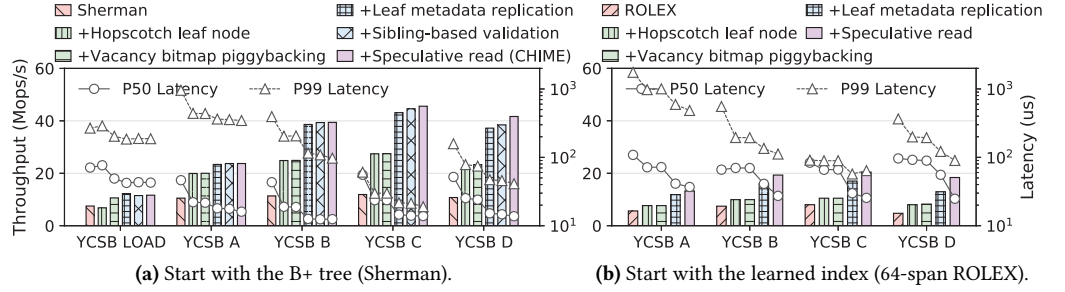 Sherman
+Hopscotch leaf node
+Vacancy bitmap piggybacking
+Leaf metadata replication
+Sibling-based validation
+Speculative read (CHIME)
P50 Latency
P99 Latency
Throughput (Mops/s)
60
40
20
0
10³
10²
10¹
YCSB LOAD YCSB A YCSB B YCSB C YCSB D
(a) Start with the B+ tree (Sherman).
ROLEX
+Hopscotch leaf node
+Vacancy bitmap piggybacking
+Leaf metadata replication
+Speculative read
P50 Latency
P99 Latency
60
40
20
0
10³
10²
10¹
Latency (us)
YCSB A YCSB B YCSB C YCSB D
(b) Start with the learned index (64-span ROLEX).